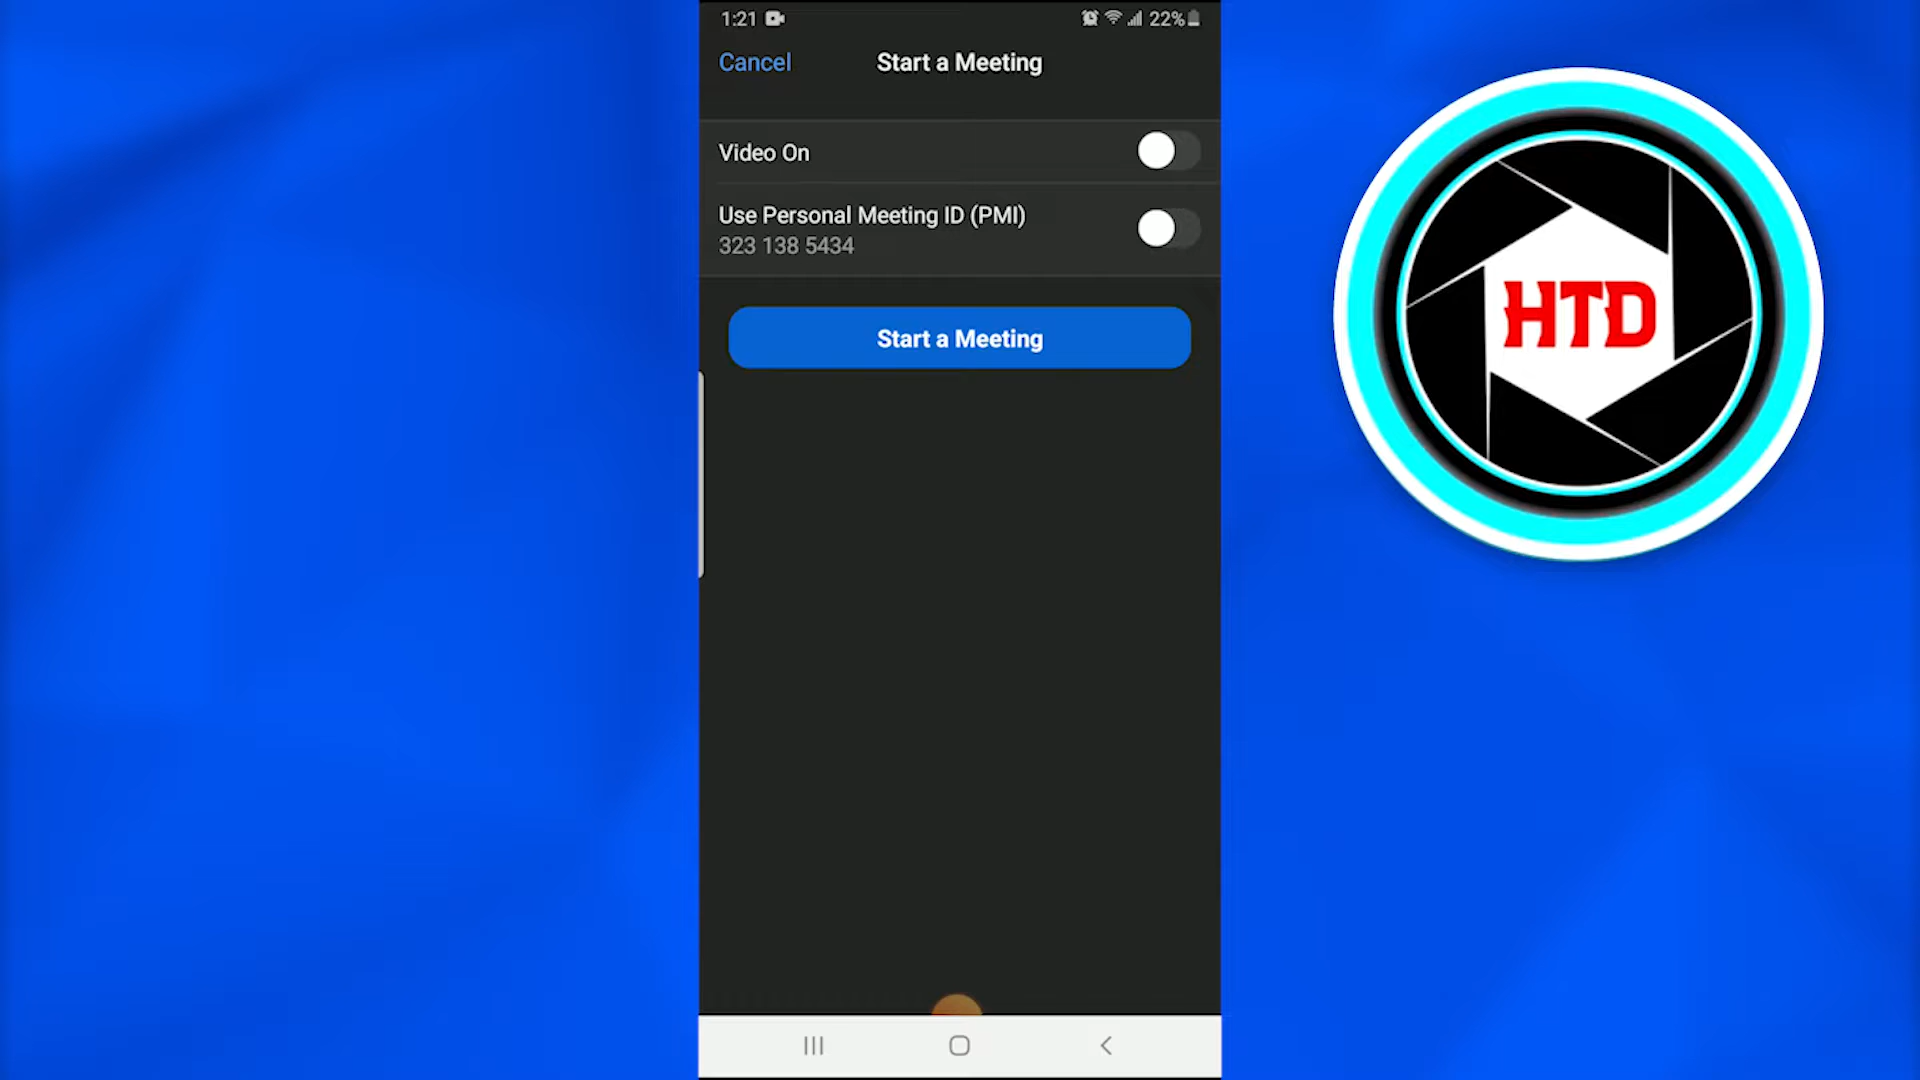 1:21 22%
Cancel Start a Meeting
Video On
Use Personal Meeting ID (PMI)
323 138 5434
Start a Meeting
HTD